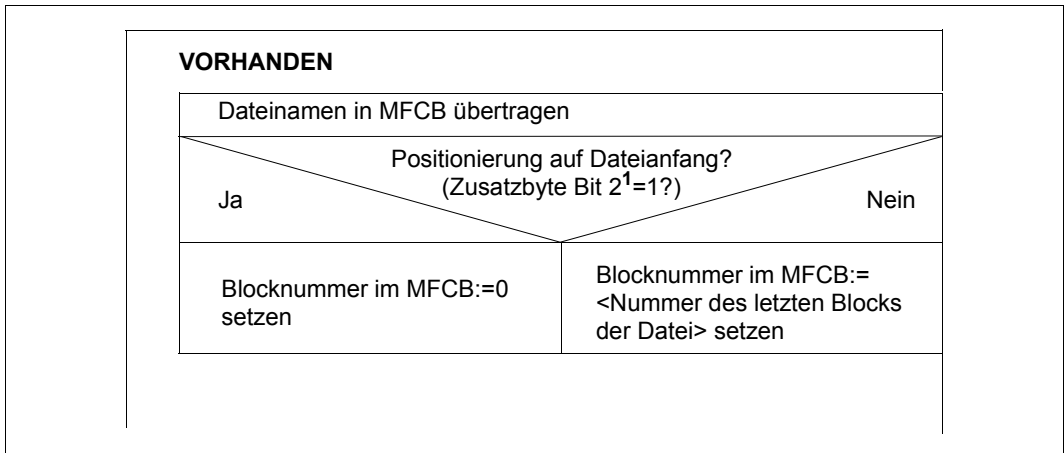 VORHANDEN
Dateinamen in MFCB übertragen
Positionierung auf Dateianfang?
(Zusatzbyte Bit 2¹=1?)
Ja
Nein
Blocknummer im MFCB:=0
setzen
Blocknummer im MFCB:=
<Nummer des letzten Blocks
der Datei> setzen